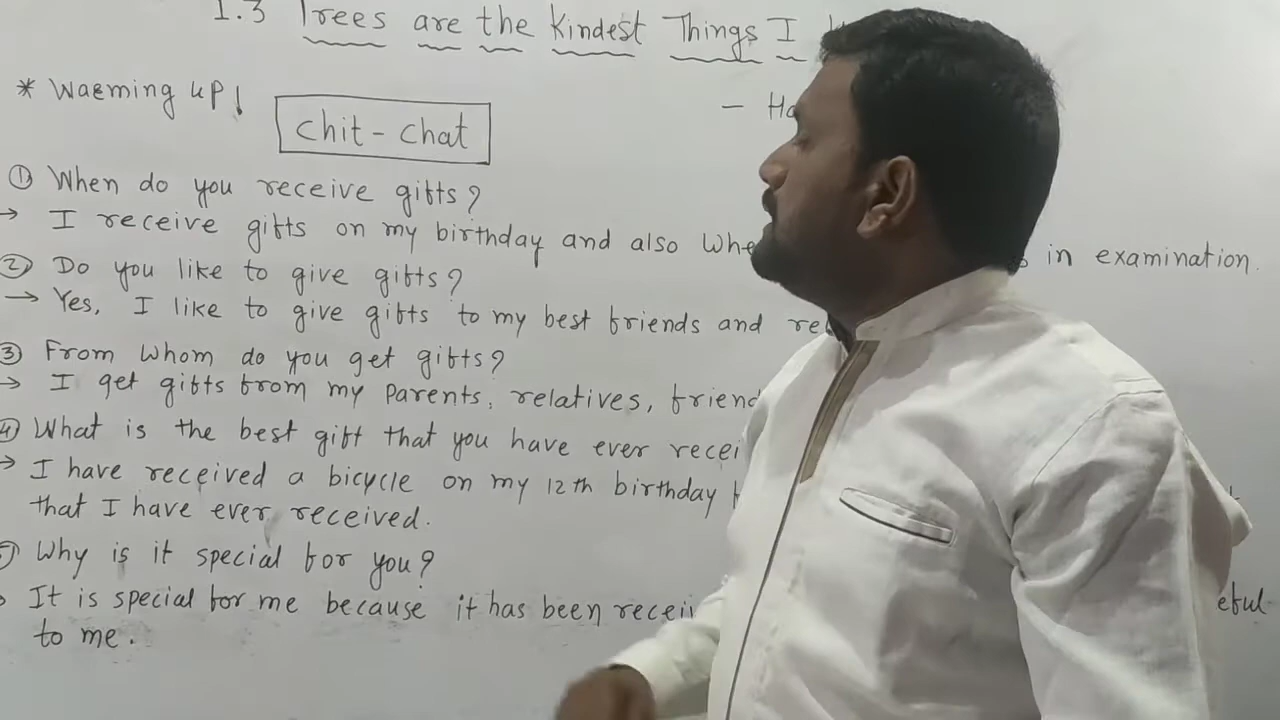 1.3 Trees are the Kindest Things I
* Warming up!
- Ha
Chit - Chat
① When do you receive gifts?
→ I receive gifts on my birthday and also in examination.
② Do you like to give gifts?
→ Yes, I like to give gifts to my best friends and
③ From whom do you get gifts?
→ I get gifts from my parents, relatives, friend
④ What is the best gift that you have ever recei
→ I have received a bicycle on my 12th birthday
that I have ever received.
Why is it special for you?
It is special for me because it has been recei eful
to me.